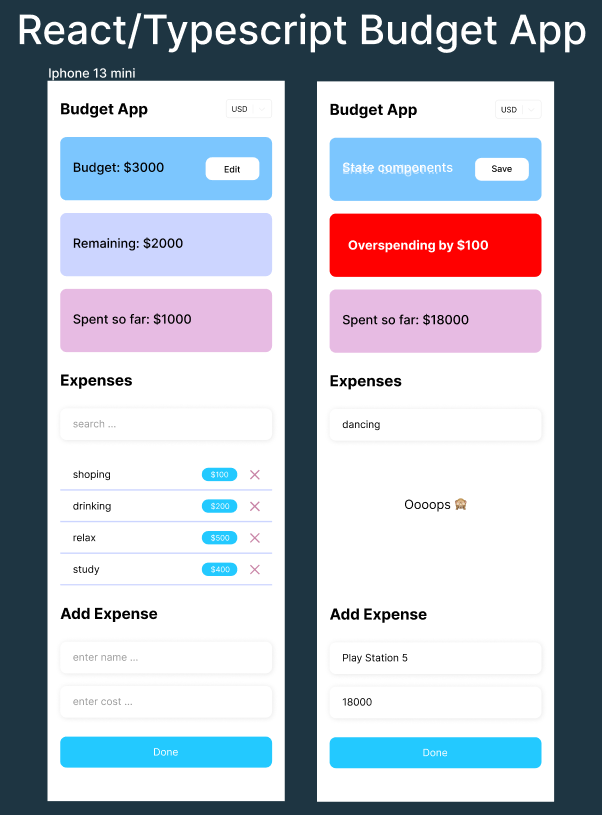 React/Typescript Budget App
Iphone 13 mini
Budget App
USD
Budget: $3000
Edit
Remaining: $2000
Spent so far: $1000
Expenses
search ...
shoping
$100
drinking
$200
relax
$500
study
$400
Add Expense
enter name ...
enter cost ...
Done
Budget App
USD
State components
Save
Overspending by $100
Spent so far: $18000
Expenses
dancing
Oooops 🙈
Add Expense
Play Station 5
18000
Done